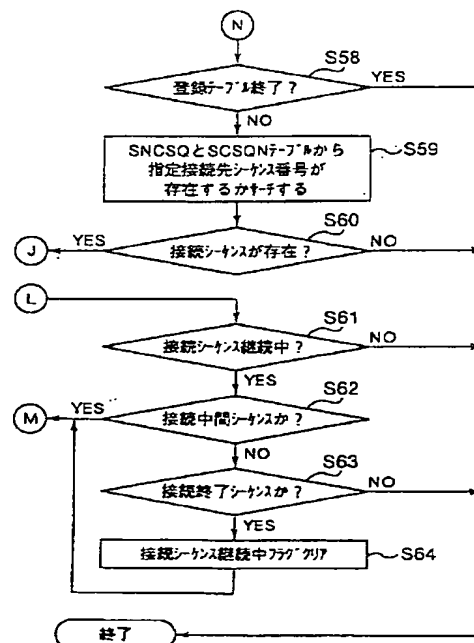 N
S58
登録ﾃｰﾌﾞﾙ終了？
YES
NO
S59
SNCSQとSCSQNﾃｰﾌﾞﾙから
指定接続先ｼｰｹﾝｽ番号が
存在するかｻｰﾁする
S60
J
YES
接続ｼｰｹﾝｽが存在？
NO
L
S61
接続ｼｰｹﾝｽ継続中？
NO
YES
S62
M
YES
接続中間ｼｰｹﾝｽか？
NO
S63
接続終了ｼｰｹﾝｽか？
NO
YES
接続ｼｰｹﾝｽ継続中ﾌﾗｸﾞｸﾘｱ
S64
終了